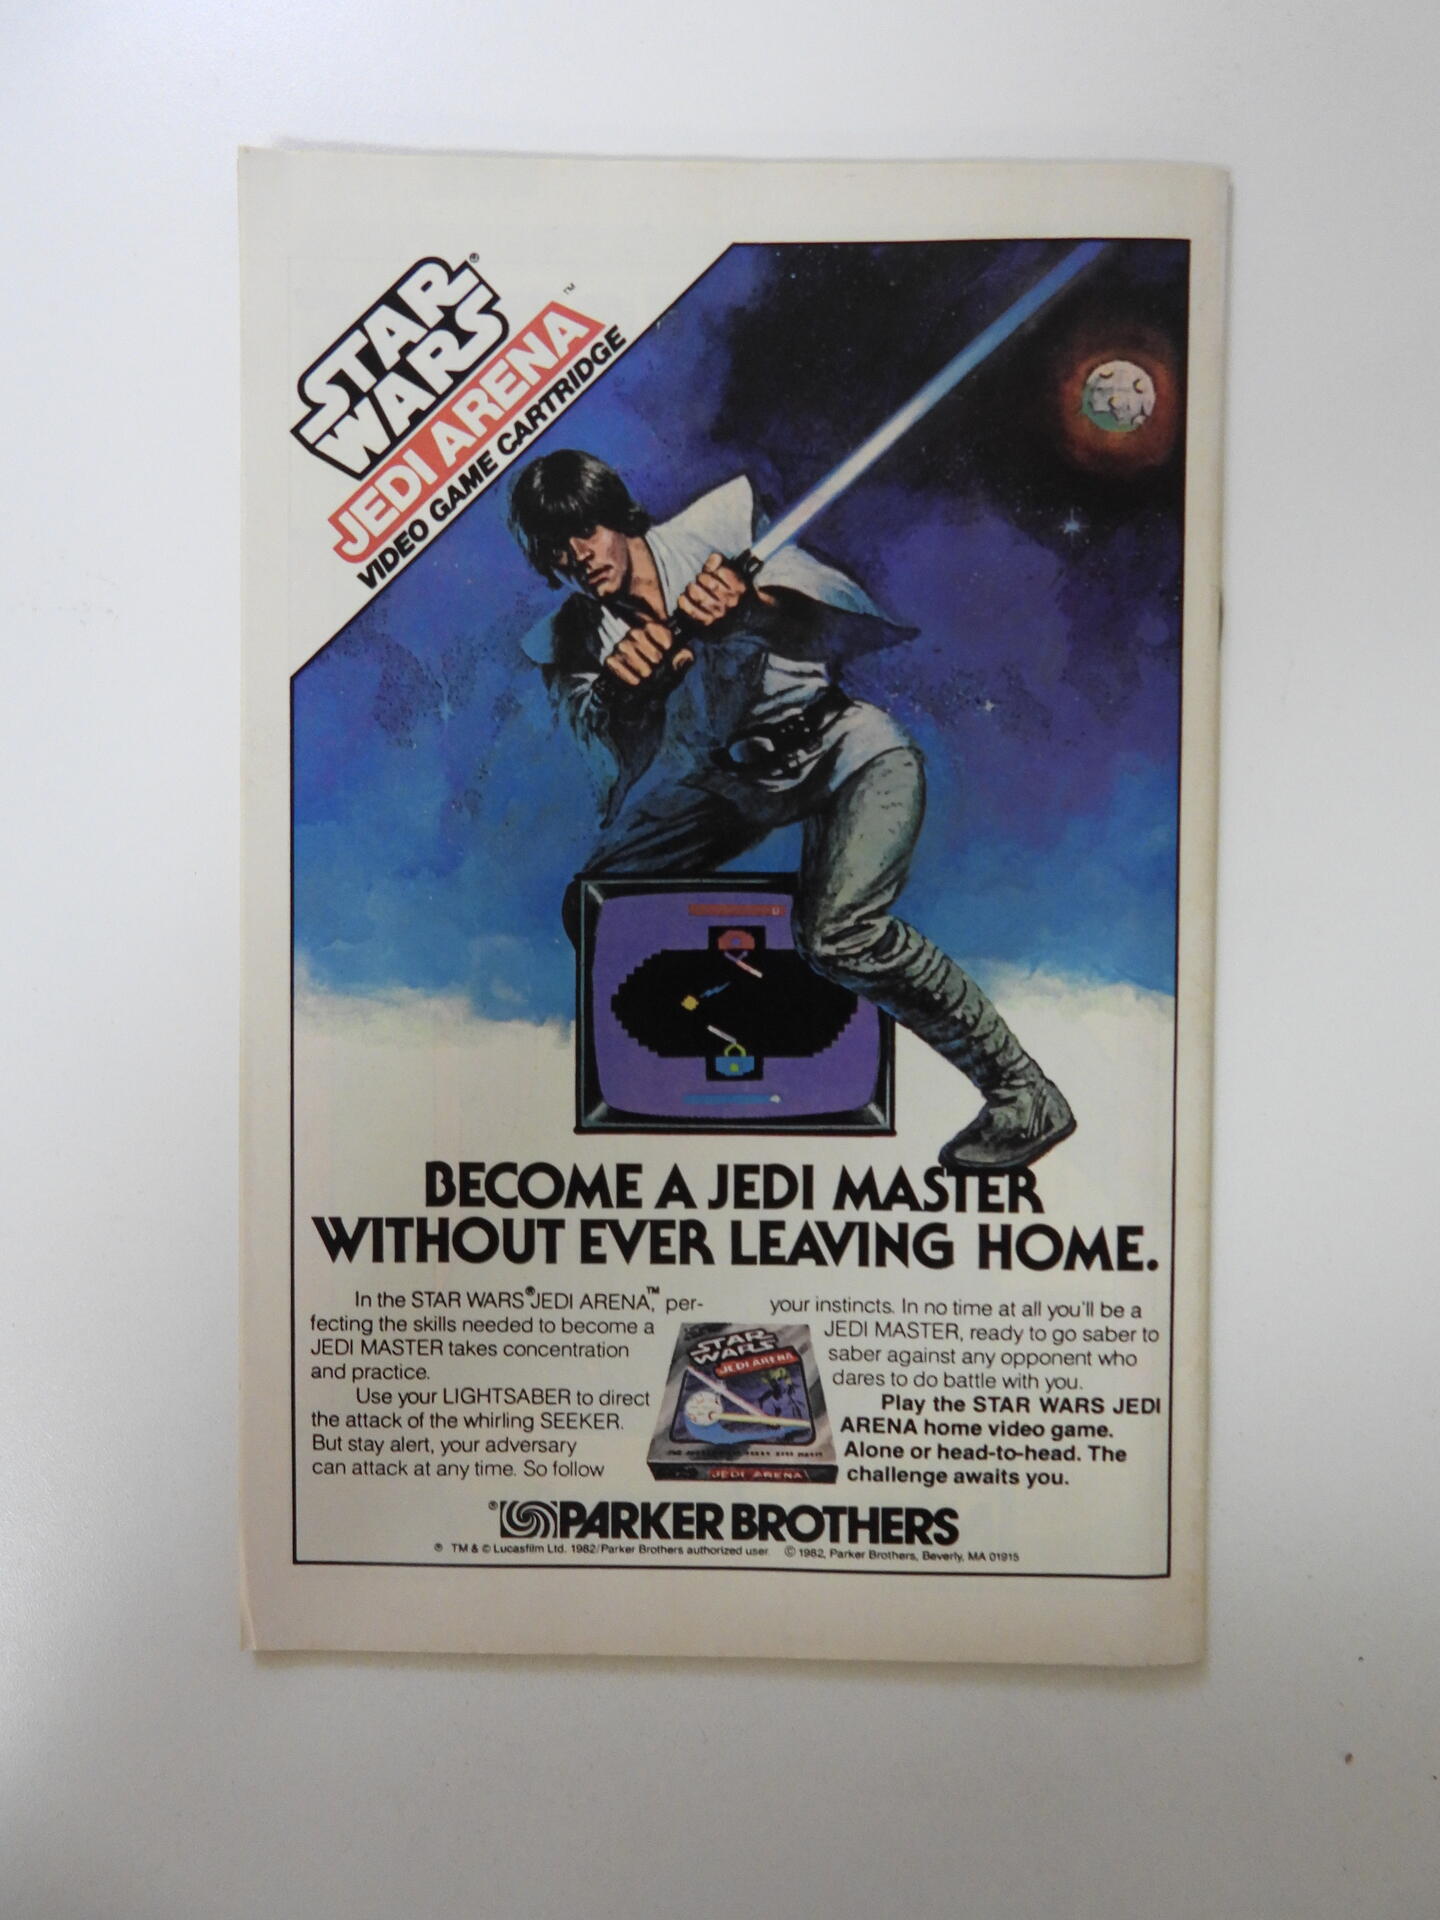 STAR
WARS®
JEDI ARENA™
VIDEO GAME CARTRIDGE
BECOME A JEDI MASTER
WITHOUT EVER LEAVING HOME.
In the STAR WARS® JEDI ARENA,™ per-
fecting the skills needed to become a
JEDI MASTER takes concentration
and practice.
Use your LIGHTSABER to direct
the attack of the whirling SEEKER.
But stay alert, your adversary
can attack at any time. So follow
your instincts. In no time at all you'll be a
JEDI MASTER, ready to go saber to
saber against any opponent who
dares to do battle with you.
Play the STAR WARS JEDI
ARENA home video game.
Alone or head-to-head. The
challenge awaits you.
STAR
WARS
JEDI ARENA
JEDI ARENA
® PARKER BROTHERS
® TM & © Lucasfilm Ltd. 1982/Parker Brothers authorized user. © 1982, Parker Brothers, Beverly, MA 01915